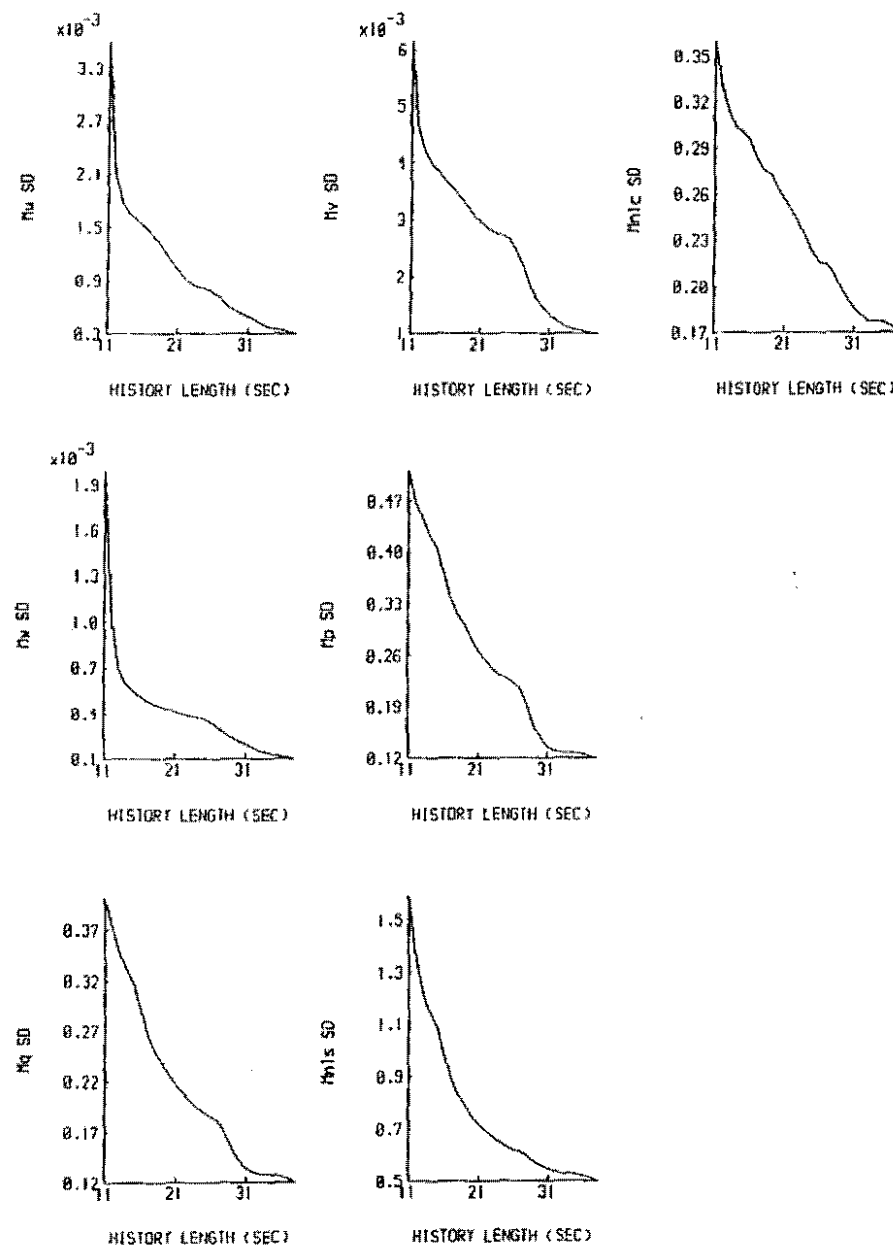 x10-3
3.3
2.7
2.1
1.5
0.9
0.3
Mu SD
11 21 31
HISTORY LENGTH (SEC)
x10-3
6
5
4
3
2
1
Mv SD
11 21 31
HISTORY LENGTH (SEC)
0.35
0.32
0.29
0.26
0.23
0.20
0.17
Mn1c SD
11 21 31
HISTORY LENGTH (SEC)
x10-3
1.9
1.6
1.3
1.0
0.7
0.4
0.1
Mw SD
11 21 31
HISTORY LENGTH (SEC)
0.47
0.40
0.33
0.26
0.19
0.12
Mp SD
11 21 31
HISTORY LENGTH (SEC)
0.37
0.32
0.27
0.22
0.17
0.12
Mq SD
11 21 31
HISTORY LENGTH (SEC)
1.5
1.3
1.1
0.9
0.7
0.5
Mn1s SD
11 21 31
HISTORY LENGTH (SEC)